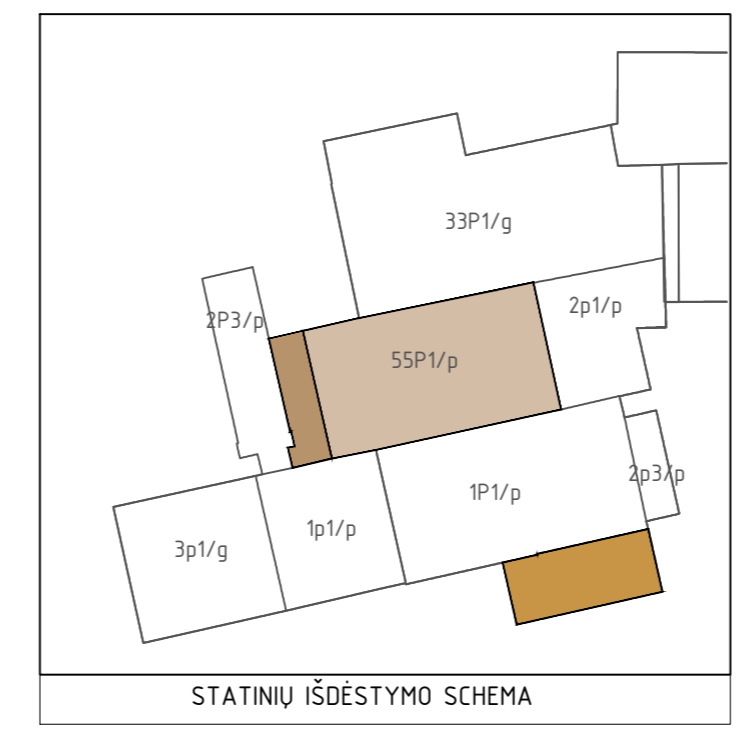 33P1/g
2p1/p
2P3/p
55P1/p
2p3/p
1P1/p
1p1/p
3p1/g
STATINIŲ IŠDĖSTYMO SCHEMA